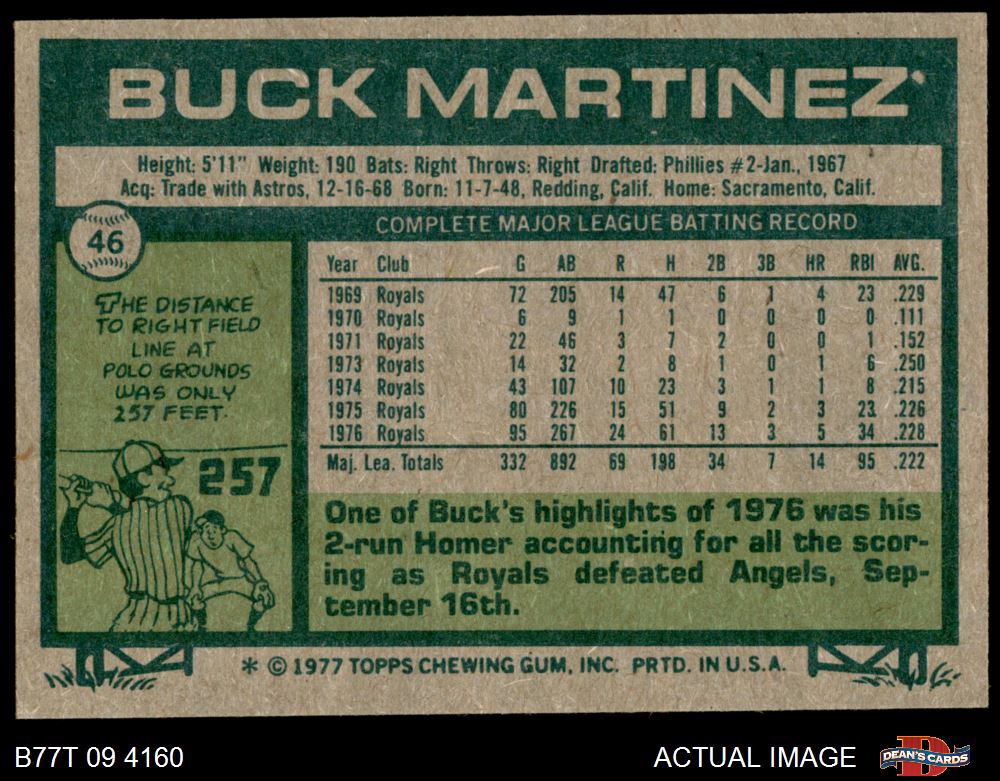 BUCK MARTINEZ
Height: 5'11" Weight: 190 Bats: Right Throws: Right Drafted: Phillies #2-Jan., 1967
Acq: Trade with Astros, 12-16-68 Born: 11-7-48, Redding, Calif. Home: Sacramento, Calif.
46
COMPLETE MAJOR LEAGUE BATTING RECORD
THE DISTANCE
TO RIGHT FIELD
LINE AT
POLO GROUNDS
WAS ONLY
257 FEET.
257
Year Club G AB R H 2B 3B HR RBI AVG.
1969 Royals 72 205 14 47 6 1 4 23 .229
1970 Royals 6 9 1 1 0 0 0 0 .111
1971 Royals 22 46 3 7 2 0 0 1 .152
1973 Royals 14 32 2 8 1 0 1 6 .250
1974 Royals 43 107 10 23 3 1 1 8 .215
1975 Royals 80 226 15 51 9 2 3 23 .226
1976 Royals 95 267 24 61 13 3 5 34 .228
Maj. Lea. Totals 332 892 69 198 34 7 14 95 .222
One of Buck's highlights of 1976 was his
2-run Homer accounting for all the scor-
ing as Royals defeated Angels, Sep-
tember 16th.
* © 1977 TOPPS CHEWING GUM, INC. PRTD. IN U.S.A.
B77T 09 4160
ACTUAL IMAGE
D
DEAN'S CARDS